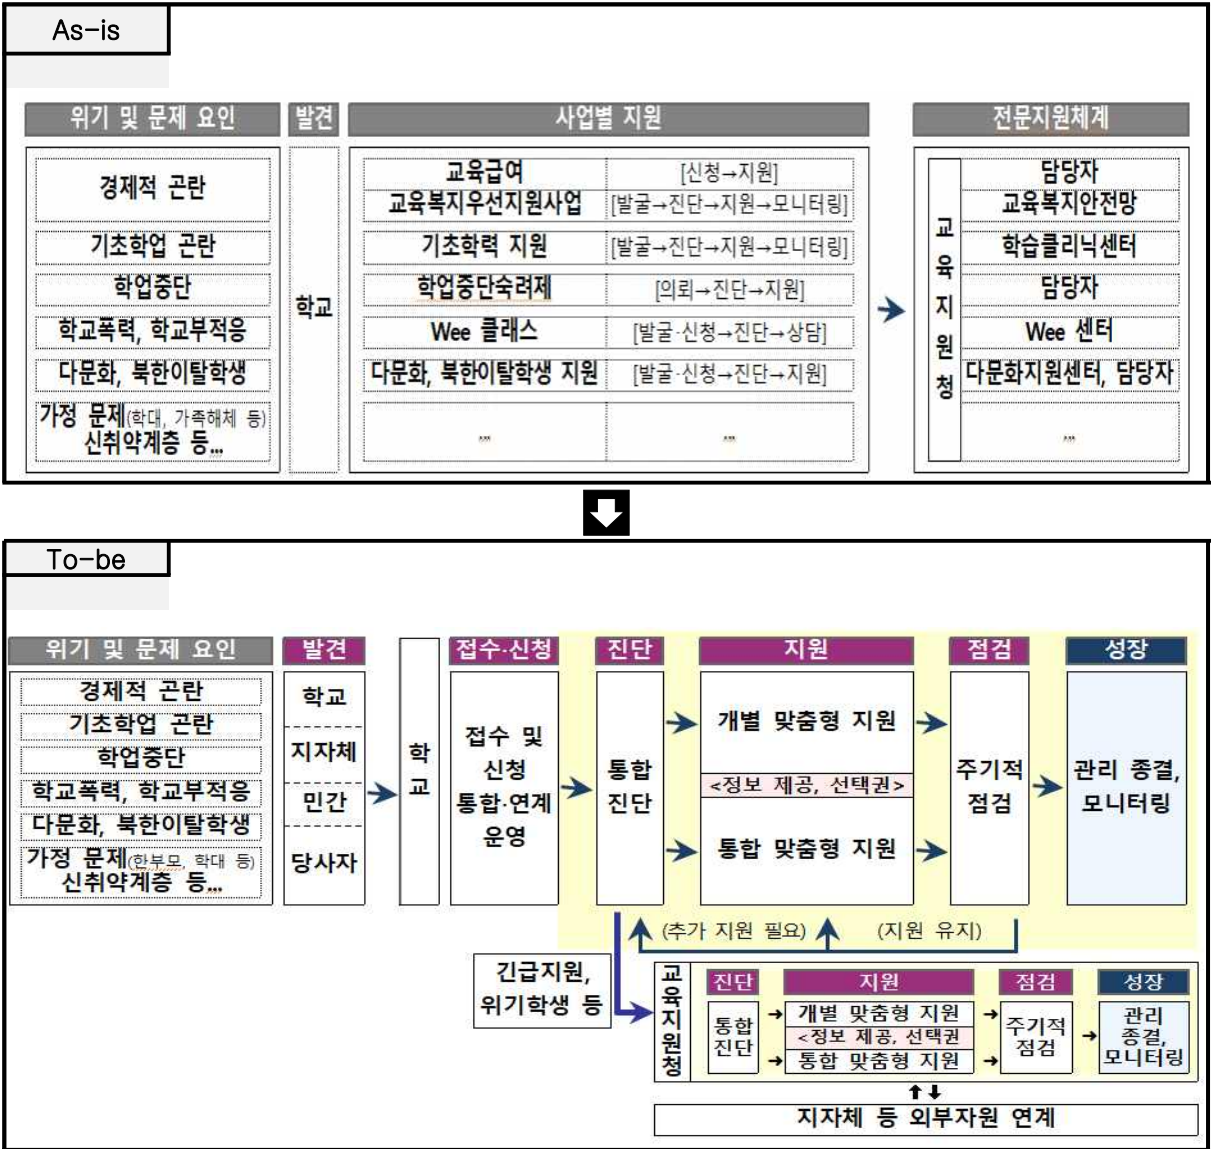 As-is
위기 및 문제 요인
발견
사업별 지원
전문지원체계
경제적 곤란
기초학업 곤란
학업중단
학교폭력, 학교부적응
다문화, 북한이탈학생
가정 문제(학대, 가족해체 등)
신취약계층 등...
학교
교육급여 [신청→지원]
교육복지우선지원사업 [발굴→진단→지원→모니터링]
기초학력 지원 [발굴→진단→지원→모니터링]
학업중단숙려제 [의뢰→진단→지원]
Wee 클래스 [발굴·신청→진단→상담]
다문화, 북한이탈학생 지원 [발굴·신청→진단→지원]
... ...
교육지원청
담당자
교육복지안전망
학습클리닉센터
담당자
Wee 센터
다문화지원센터, 담당자
...
To-be
위기 및 문제 요인
발견
접수·신청
진단
지원
점검
성장
경제적 곤란
기초학업 곤란
학업중단
학교폭력, 학교부적응
다문화, 북한이탈학생
가정 문제(한부모, 학대 등)
신취약계층 등...
학교
지자체
민간
당사자
학교
접수 및
신청
통합·연계
운영
통합
진단
개별 맞춤형 지원
<정보 제공, 선택권>
통합 맞춤형 지원
주기적
점검
관리 종결,
모니터링
(추가 지원 필요)
(지원 유지)
긴급지원,
위기학생 등
교육지원청
진단
지원
점검
성장
통합
진단
개별 맞춤형 지원
<정보 제공, 선택권
통합 맞춤형 지원
주기적
점검
관리
종결,
모니터링
지자체 등 외부자원 연계